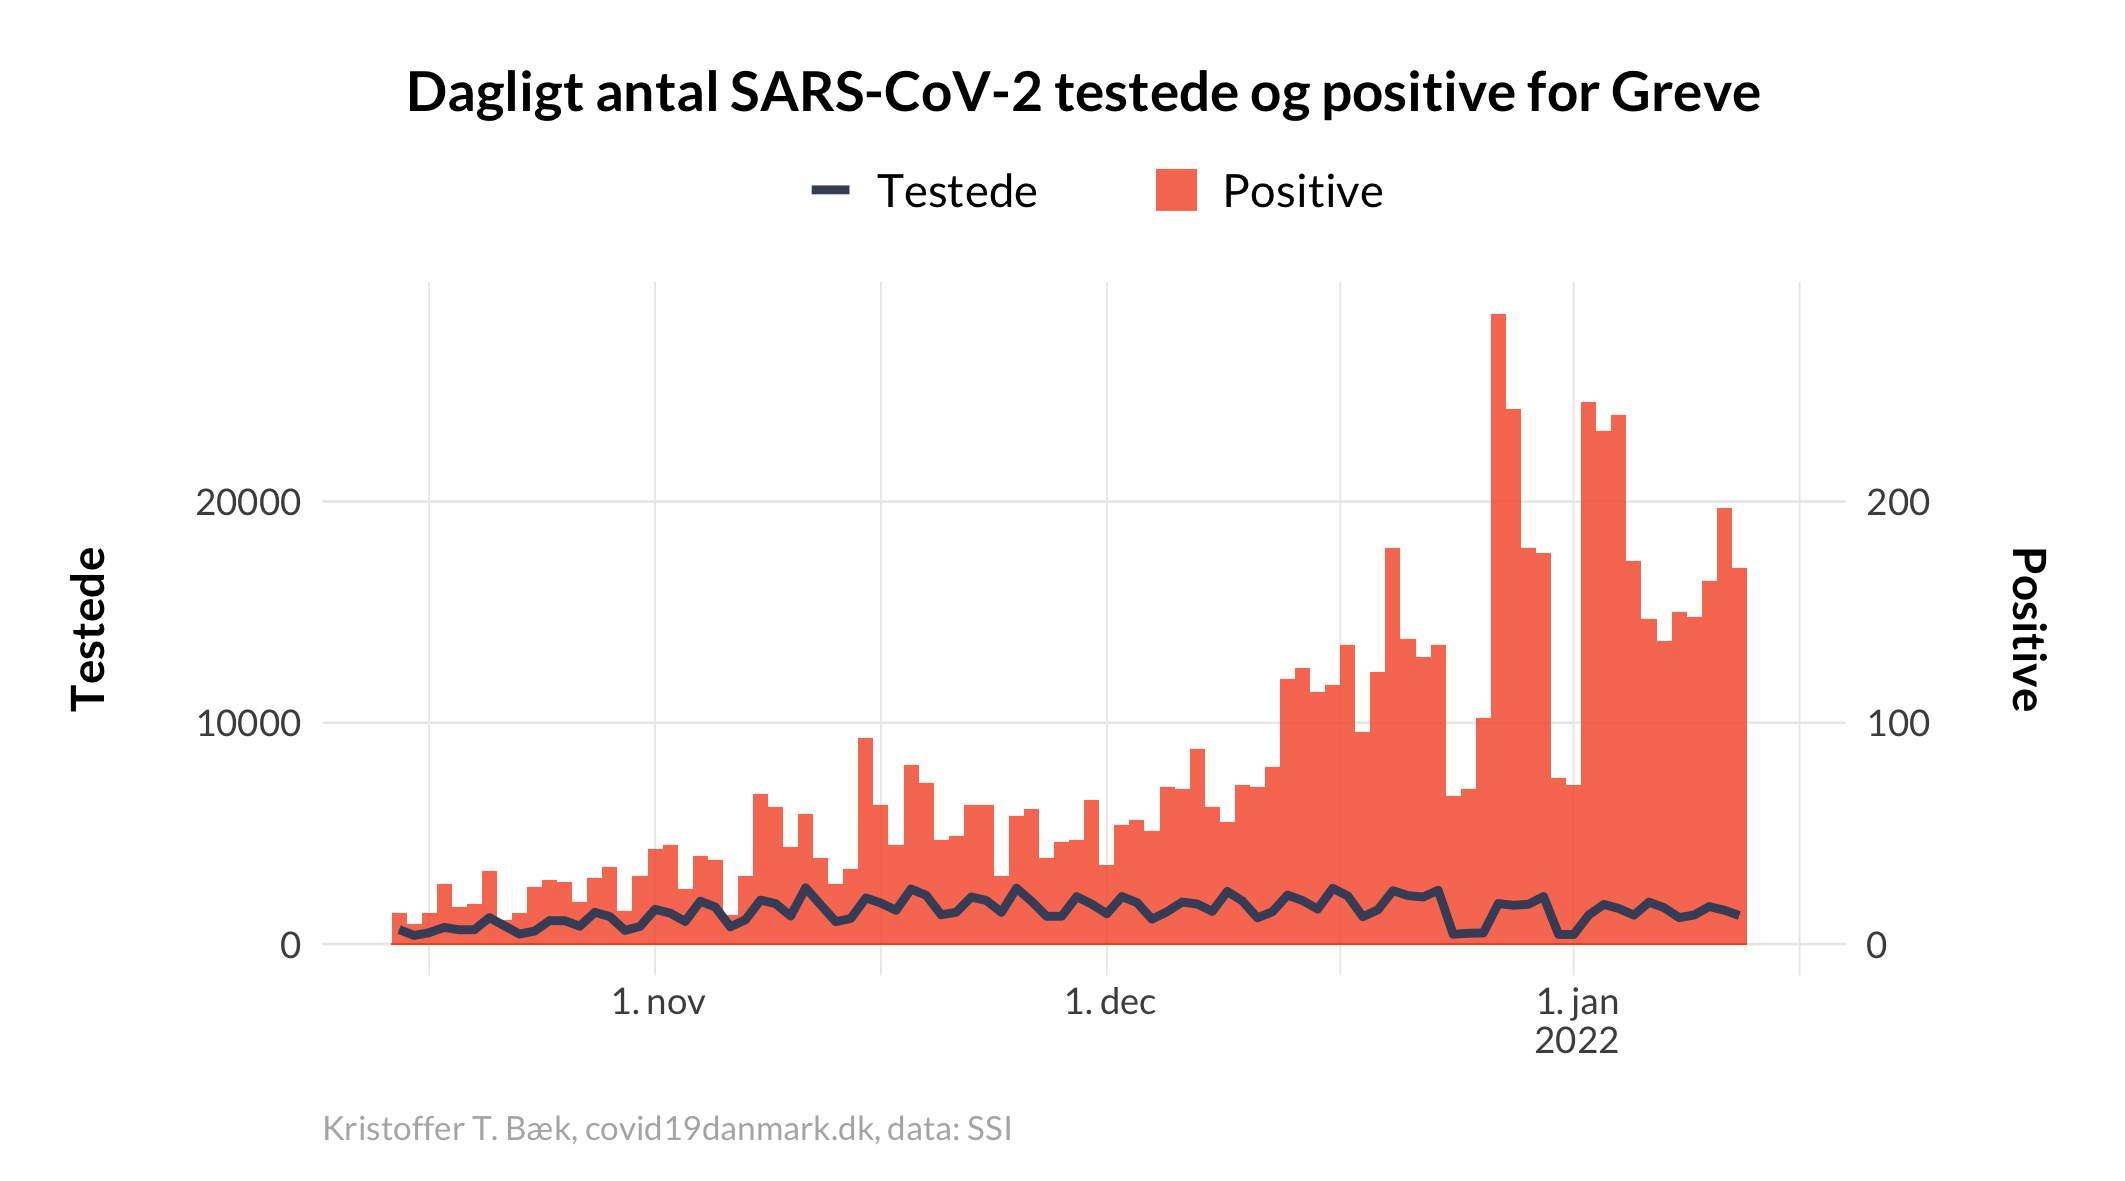 Dagligt antal SARS-CoV-2 testede og positive for Greve
Testede
Positive
20000
10000
0
Testede
200
100
0
Positive
1. nov
1. dec
1. jan
2022
Kristoffer T. Bæk, covid19danmark.dk, data: SSI